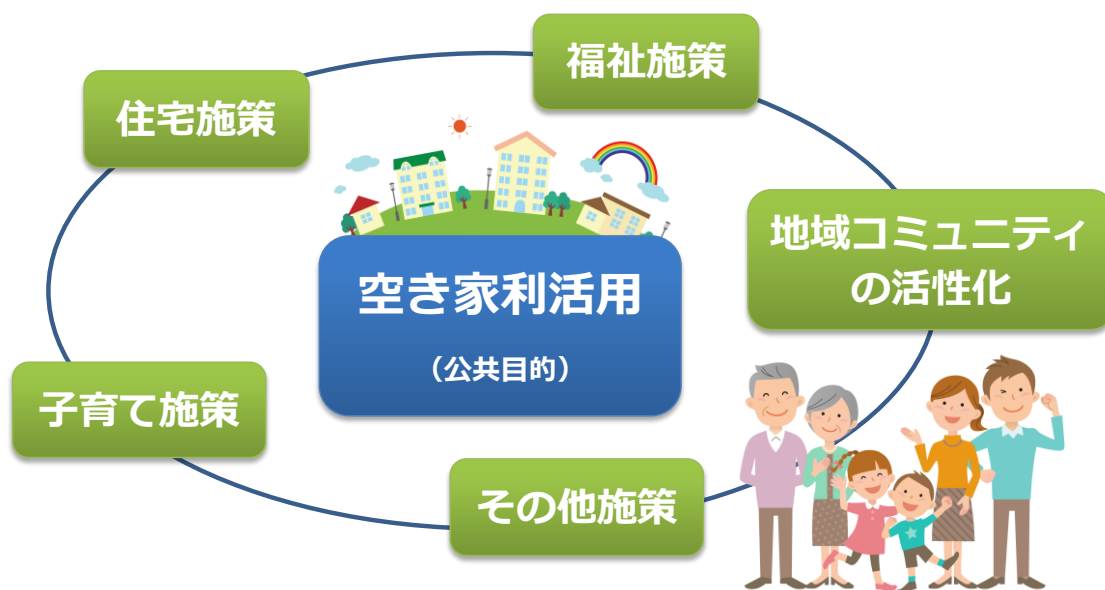 福祉施策
住宅施策
地域コミュニティ
の活性化
空き家利活用
（公共目的）
子育て施策
その他施策